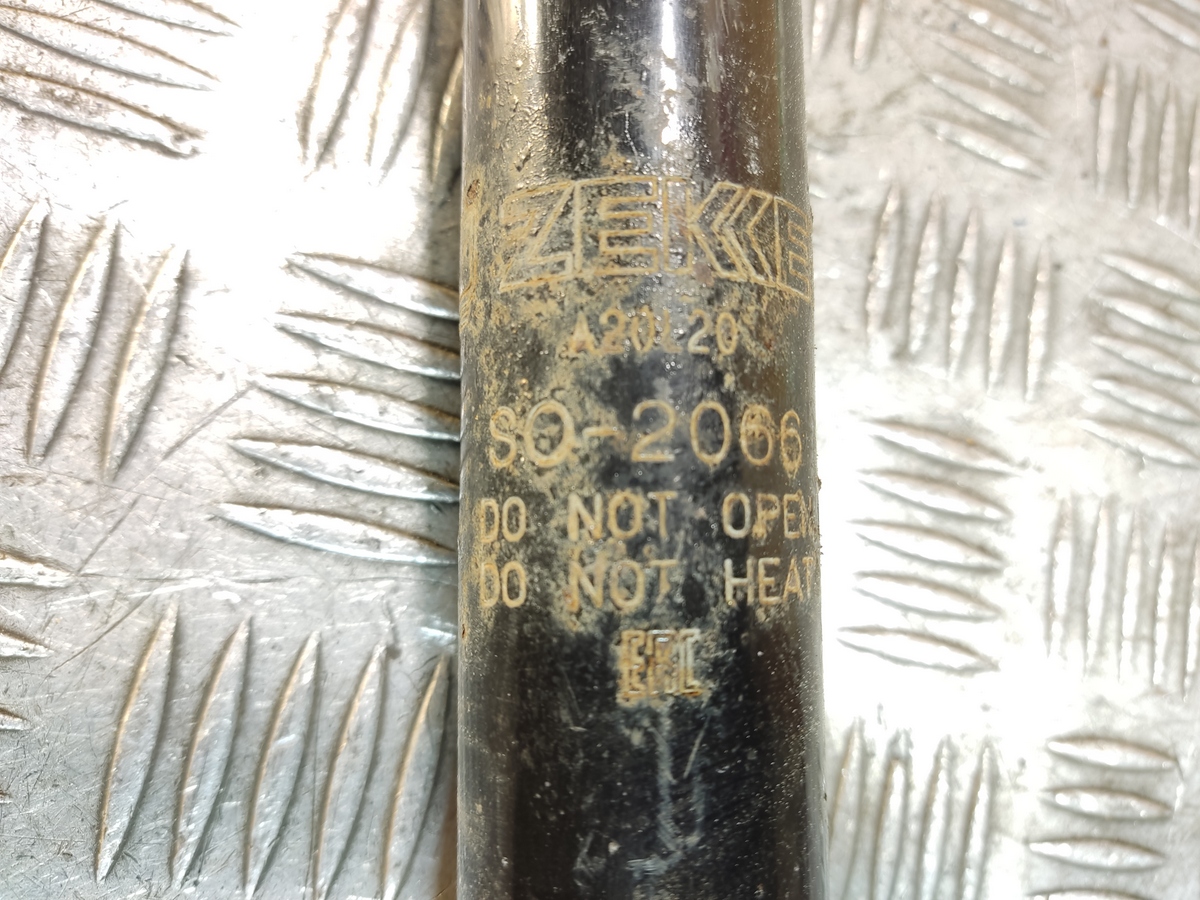 ZEKKE
A20L20
SO-2066
DO NOT OPEN
DO NOT HEAT
EAC